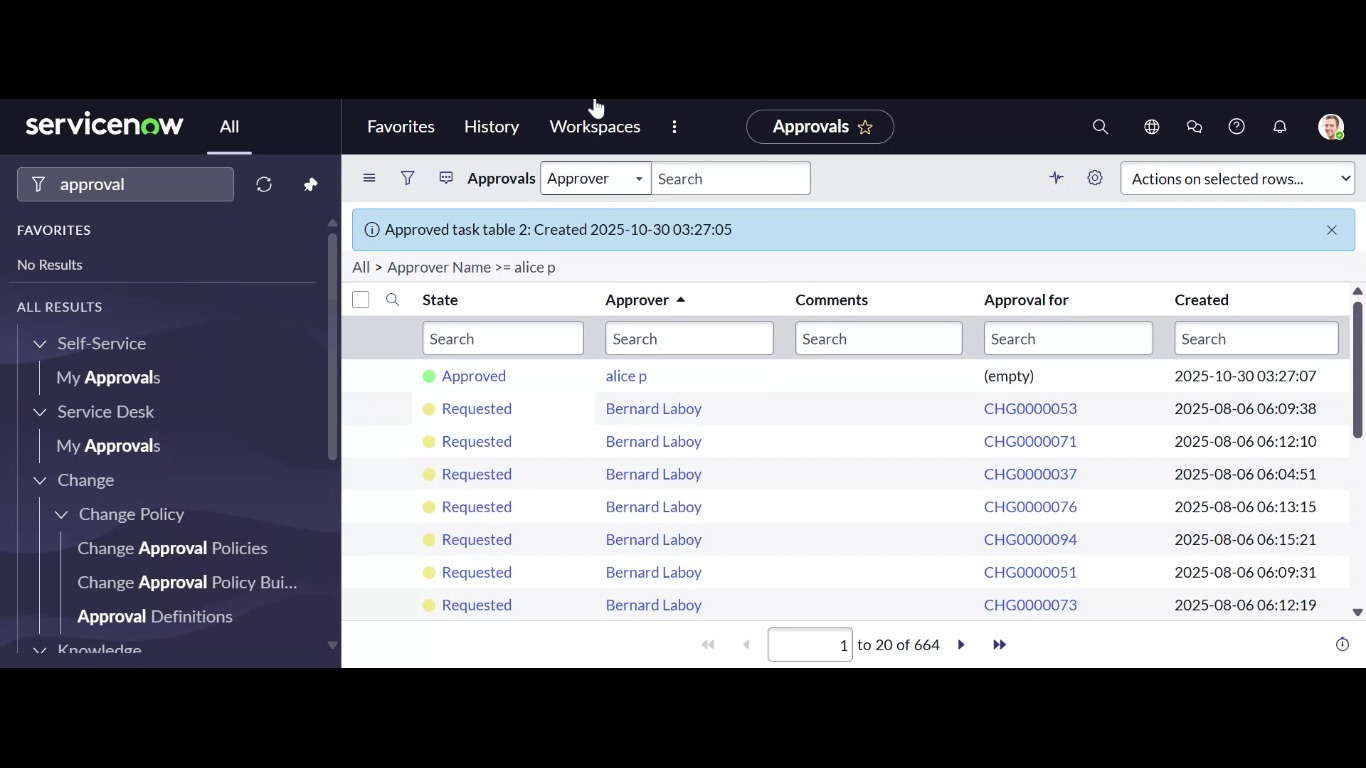 servicenow
All
Favorites
History
Workspaces
Approvals
approval
Approvals
Approver
Search
Actions on selected rows...
FAVORITES
No Results
ALL RESULTS
Self-Service
My Approvals
Service Desk
My Approvals
Change
Change Policy
Change Approval Policies
Change Approval Policy Bui...
Approval Definitions
Knowledge
Approved task table 2: Created 2025-10-30 03:27:05
All > Approver Name >= alice p
State Approver Comments Approval for Created
Search Search Search Search Search
Approved alice p (empty) 2025-10-30 03:27:07
Requested Bernard Laboy CHG0000053 2025-08-06 06:09:38
Requested Bernard Laboy CHG0000071 2025-08-06 06:12:10
Requested Bernard Laboy CHG0000037 2025-08-06 06:04:51
Requested Bernard Laboy CHG0000076 2025-08-06 06:13:15
Requested Bernard Laboy CHG0000094 2025-08-06 06:15:21
Requested Bernard Laboy CHG0000051 2025-08-06 06:09:31
Requested Bernard Laboy CHG0000073 2025-08-06 06:12:19
1 to 20 of 664